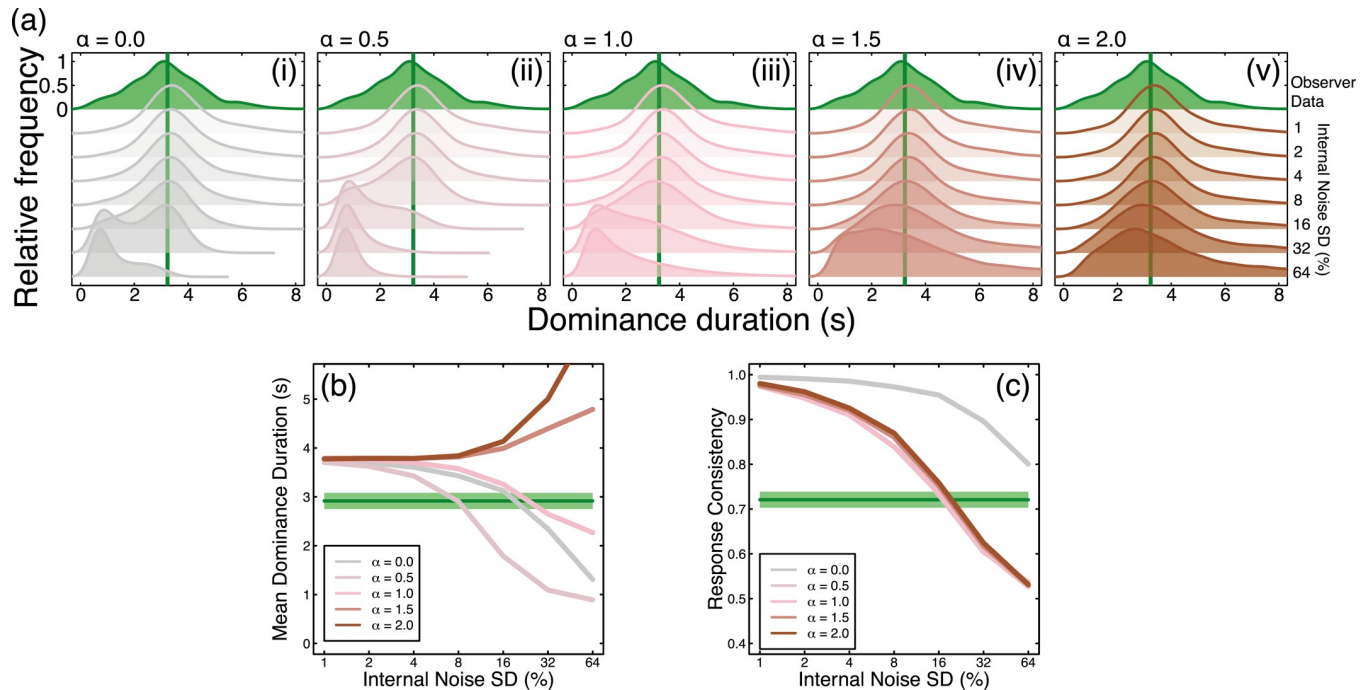 (a)
α = 0.0
α = 0.5
α = 1.0
α = 1.5
α = 2.0
Relative frequency
1
0.5
0
(i)
(ii)
(iii)
(iv)
(v)
Observer
Data
1
2
4
8
16
32
64
Internal Noise SD (%)
0 2 4 6 8
0 2 4 6 8
0 2 4 6 8
0 2 4 6 8
0 2 4 6 8
Dominance duration (s)
(b)
Mean Dominance Duration (s)
5
4
3
2
1
0
α = 0.0
α = 0.5
α = 1.0
α = 1.5
α = 2.0
1 2 4 8 16 32 64
Internal Noise SD (%)
(c)
Response Consistency
1.0
0.9
0.8
0.7
0.6
0.5
0.4
α = 0.0
α = 0.5
α = 1.0
α = 1.5
α = 2.0
1 2 4 8 16 32 64
Internal Noise SD (%)